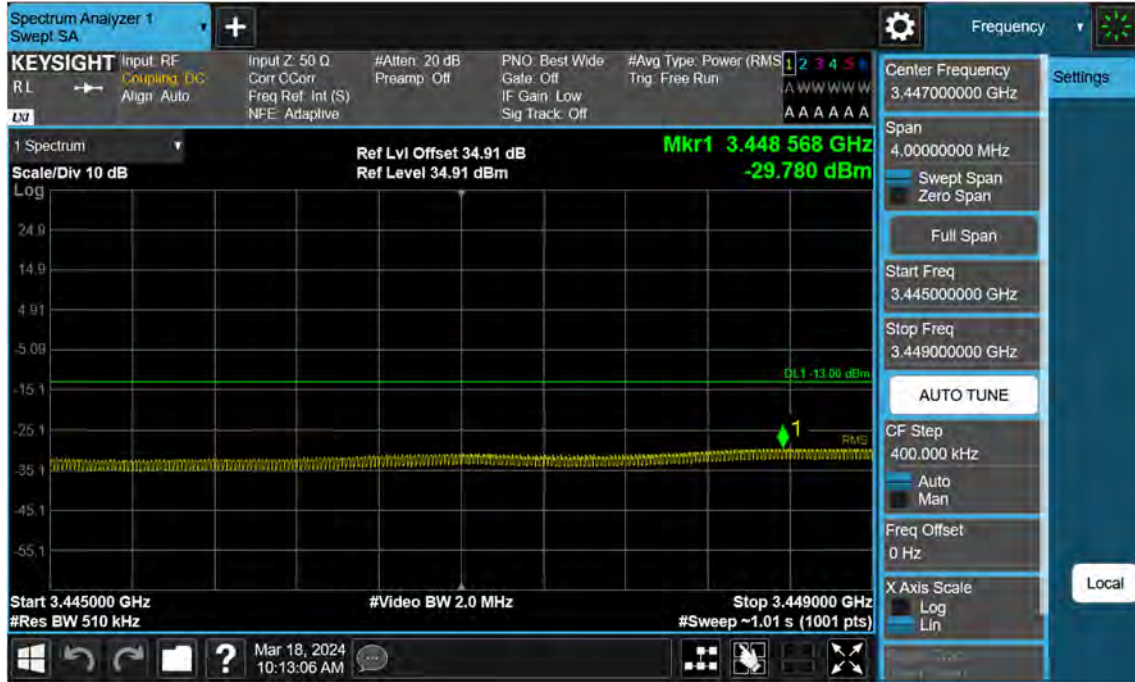 Spectrum Analyzer 1
Swept SA
+
Frequency
KEYSIGHT
RL
LXI
Input: RF
Coupling: DC
Align: Auto
Input Z: 50 Ω
Corr CCorr
Freq Ref: Int (S)
NFE: Adaptive
#Atten: 20 dB
Preamp: Off
PNO: Best Wide
Gate: Off
IF Gain: Low
Sig Track: Off
#Avg Type: Power (RMS
Trig: Free Run
1 2 3 4 5 6
A W W W W W
A A A A A A
1 Spectrum
Scale/Div 10 dB
Log
Ref Lvl Offset 34.91 dB
Ref Level 34.91 dBm
Mkr1 3.448 568 GHz
-29.780 dBm
24.9
14.9
4.91
-5.09
-15.1
-25.1
-35.1
-45.1
-55.1
DL1 -13.00 dBm
1
RMS
Start 3.445000 GHz
#Res BW 510 kHz
#Video BW 2.0 MHz
Stop 3.449000 GHz
#Sweep ~1.01 s (1001 pts)
?
Mar 18, 2024
10:13:06 AM
Center Frequency
3.447000000 GHz
Span
4.00000000 MHz
Swept Span
Zero Span
Full Span
Start Freq
3.445000000 GHz
Stop Freq
3.449000000 GHz
AUTO TUNE
CF Step
400.000 kHz
Auto
Man
Freq Offset
0 Hz
X Axis Scale
Log
Lin
Settings
Local